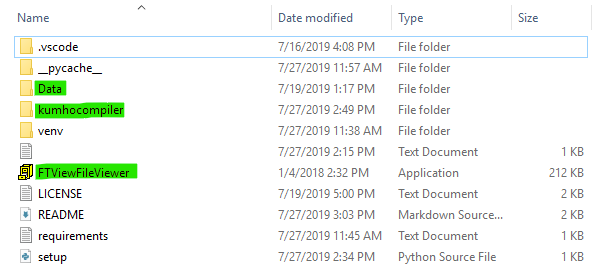 Name Date modified Type Size
.vscode 7/16/2019 4:08 PM File folder
__pycache__ 7/27/2019 11:57 AM File folder
Data 7/19/2019 1:17 PM File folder
kumhocompiler 7/27/2019 2:49 PM File folder
venv 7/27/2019 11:38 AM File folder
7/27/2019 2:15 PM Text Document 1 KB
FTViewFileViewer 1/4/2018 2:32 PM Application 212 KB
LICENSE 7/19/2019 5:00 PM Text Document 2 KB
README 7/27/2019 3:03 PM Markdown Source... 2 KB
requirements 7/27/2019 11:45 AM Text Document 1 KB
setup 7/27/2019 2:34 PM Python Source File 1 KB